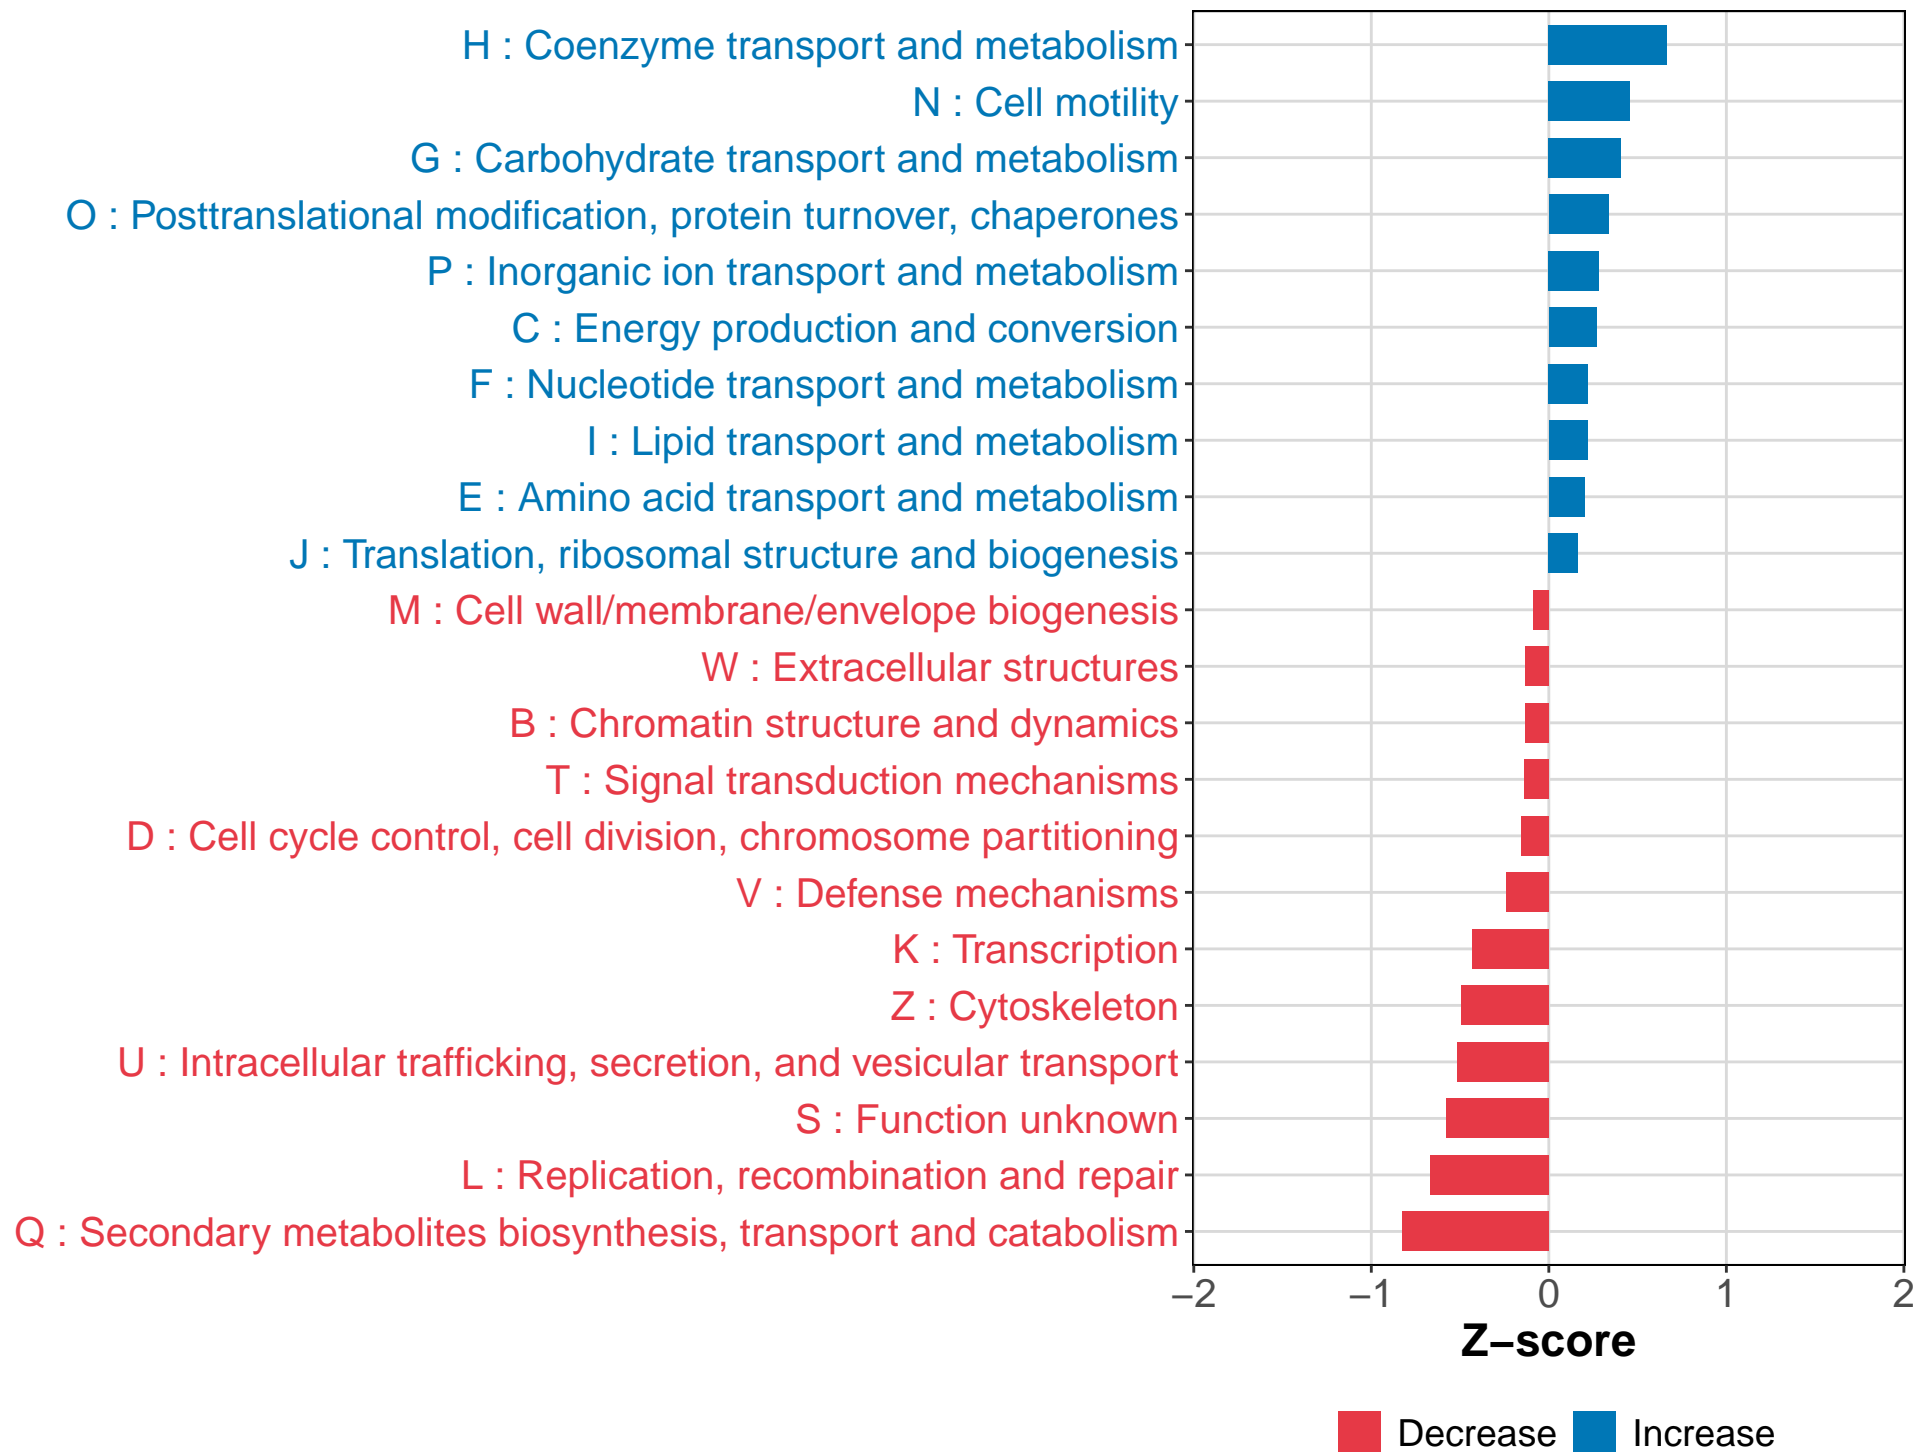 H : Coenzyme transport and metabolism
N : Cell motility
G : Carbohydrate transport and metabolism
O : Posttranslational modification, protein turnover, chaperones
P : Inorganic ion transport and metabolism
C : Energy production and conversion
F : Nucleotide transport and metabolism
I : Lipid transport and metabolism
E : Amino acid transport and metabolism
J : Translation, ribosomal structure and biogenesis
M : Cell wall/membrane/envelope biogenesis
W : Extracellular structures
B : Chromatin structure and dynamics
T : Signal transduction mechanisms
D : Cell cycle control, cell division, chromosome partitioning
V : Defense mechanisms
K : Transcription
Z : Cytoskeleton
U : Intracellular trafficking, secretion, and vesicular transport
S : Function unknown
L : Replication, recombination and repair
Q : Secondary metabolites biosynthesis, transport and catabolism
−2 −1 0 1 2
Z−score
Decrease Increase